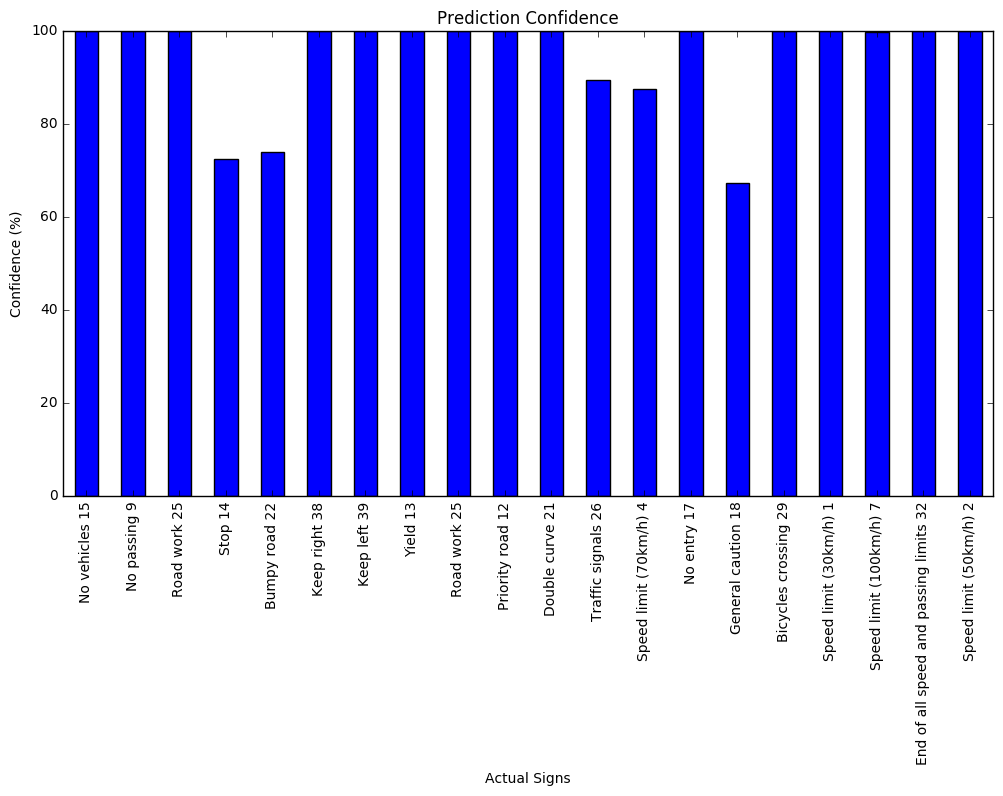 Prediction Confidence
100
80
60
40
20
0
Confidence (%)
No vehicles 15
No passing 9
Road work 25
Stop 14
Bumpy road 22
Keep right 38
Keep left 39
Yield 13
Road work 25
Priority road 12
Double curve 21
Traffic signals 26
Speed limit (70km/h) 4
No entry 17
General caution 18
Bicycles crossing 29
Speed limit (30km/h) 1
Speed limit (100km/h) 7
End of all speed and passing limits 32
Speed limit (50km/h) 2
Actual Signs